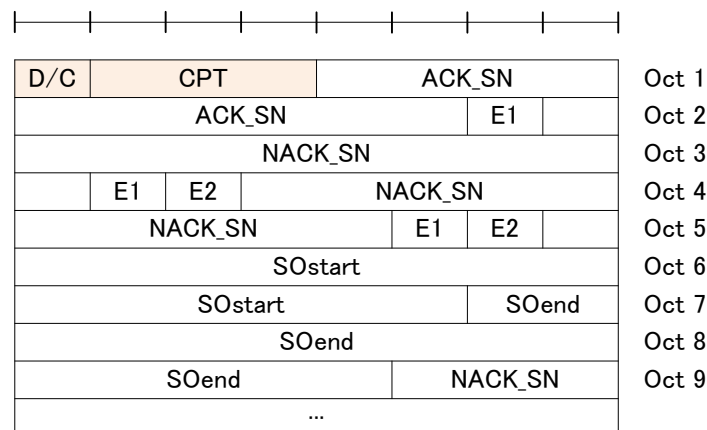 D/C CPT ACK_SN Oct 1
ACK_SN E1 Oct 2
NACK_SN Oct 3
E1 E2 NACK_SN Oct 4
NACK_SN E1 E2 Oct 5
SOstart Oct 6
SOstart SOend Oct 7
SOend Oct 8
SOend NACK_SN Oct 9
...